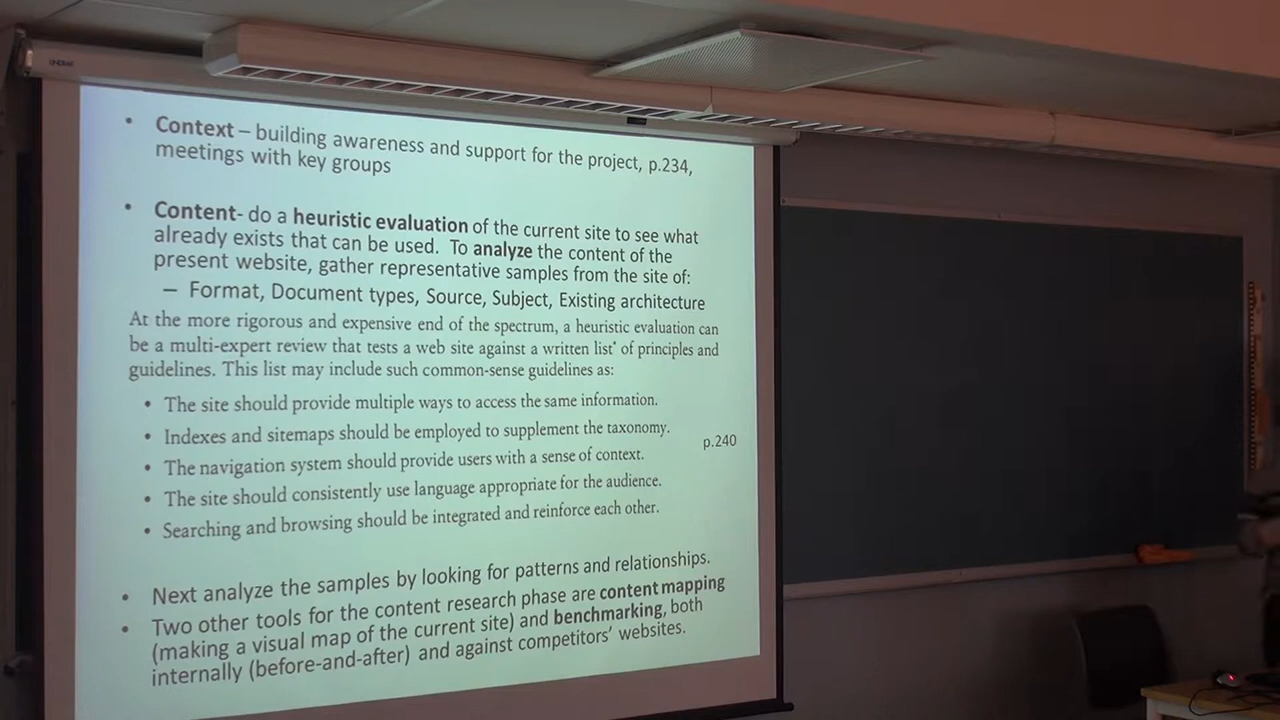 • Context – building awareness and support for the project, p.234,
meetings with key groups
• Content- do a heuristic evaluation of the current site to see what
already exists that can be used. To analyze the content of the
present website, gather representative samples from the site of:
– Format, Document types, Source, Subject, Existing architecture
At the more rigorous and expensive end of the spectrum, a heuristic evaluation can
be a multi-expert review that tests a web site against a written list* of principles and
guidelines. This list may include such common-sense guidelines as:
• The site should provide multiple ways to access the same information.
• Indexes and sitemaps should be employed to supplement the taxonomy.
p.240
• The navigation system should provide users with a sense of context.
• The site should consistently use language appropriate for the audience.
• Searching and browsing should be integrated and reinforce each other.
• Next analyze the samples by looking for patterns and relationships.
• Two other tools for the content research phase are content mapping
(making a visual map of the current site) and benchmarking, both
internally (before-and-after) and against competitors' websites.